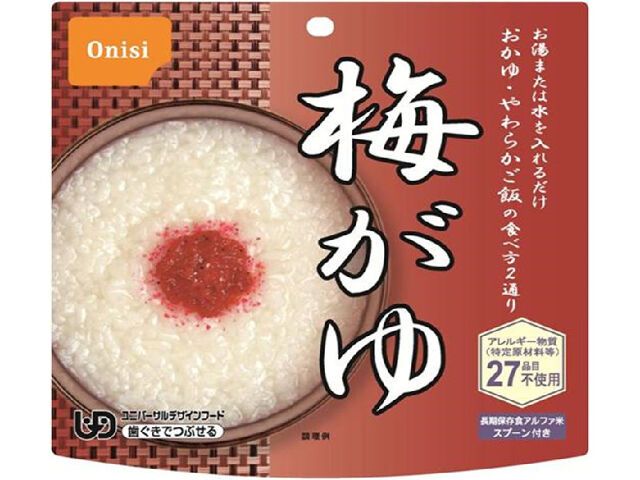 Onisi
お湯または水を入れるだけ
おかゆ・やわらかご飯の食べ方2通り
梅がゆ
アレルギー物質
(特定原材料等)
27品目
不使用
長期保存食アルファ米
スプーン付き
UD
ユニバーサルデザインフード
歯ぐきでつぶせる
調理例